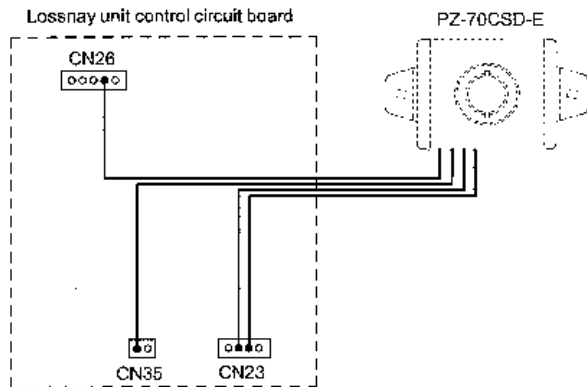 Lossnay unit control circuit board
PZ-70CSD-E
CN26
CN35
CN23